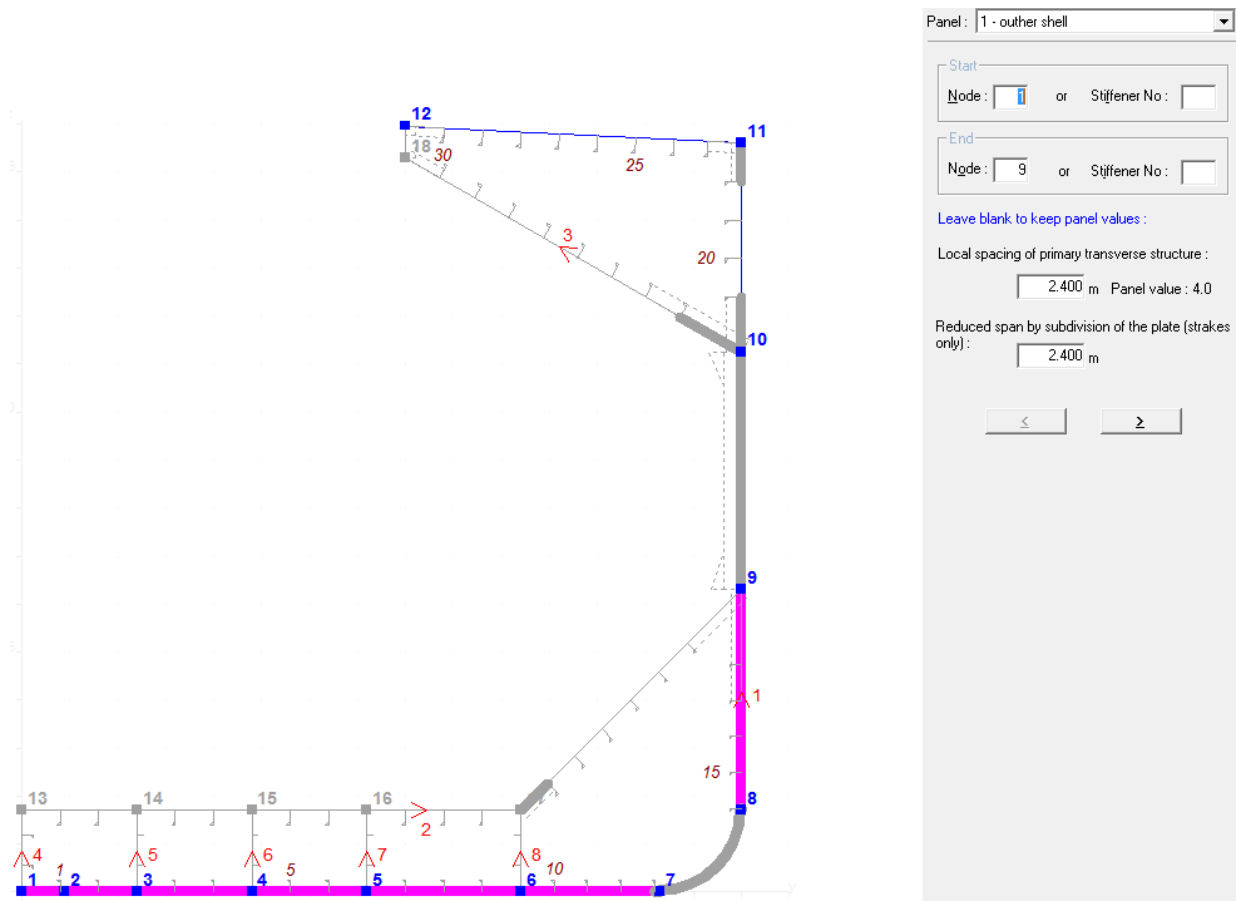 Panel : 1 - outher shell
Start
Node : 1 or Stiffener No :
End
Node : 9 or Stiffener No :
Leave blank to keep panel values :
Local spacing of primary transverse structure :
2.400 m Panel value : 4.0
Reduced span by subdivision of the plate (strakes
only) :
2.400 m
< >
12
11
18 30
25
3
20
10
9
1
15
13 14 15 16
2
8
4 5 6 7 8
1 5 10
1 2 3 4 5 6 7